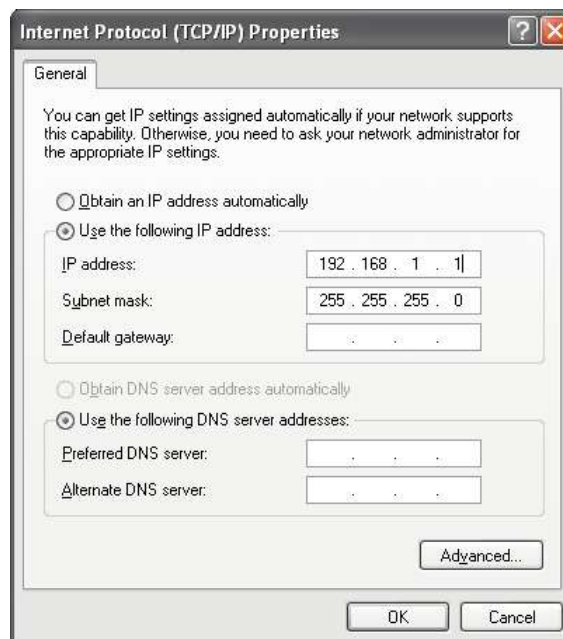 Internet Protocol (TCP/IP) Properties
General
You can get IP settings assigned automatically if your network supports
this capability. Otherwise, you need to ask your network administrator for
the appropriate IP settings.
Obtain an IP address automatically
Use the following IP address:
IP address: 192 . 168 . 1 . 1
Subnet mask: 255 . 255 . 255 . 0
Default gateway: . . .
Obtain DNS server address automatically
Use the following DNS server addresses:
Preferred DNS server: . . .
Alternate DNS server: . . .
Advanced...
OK Cancel